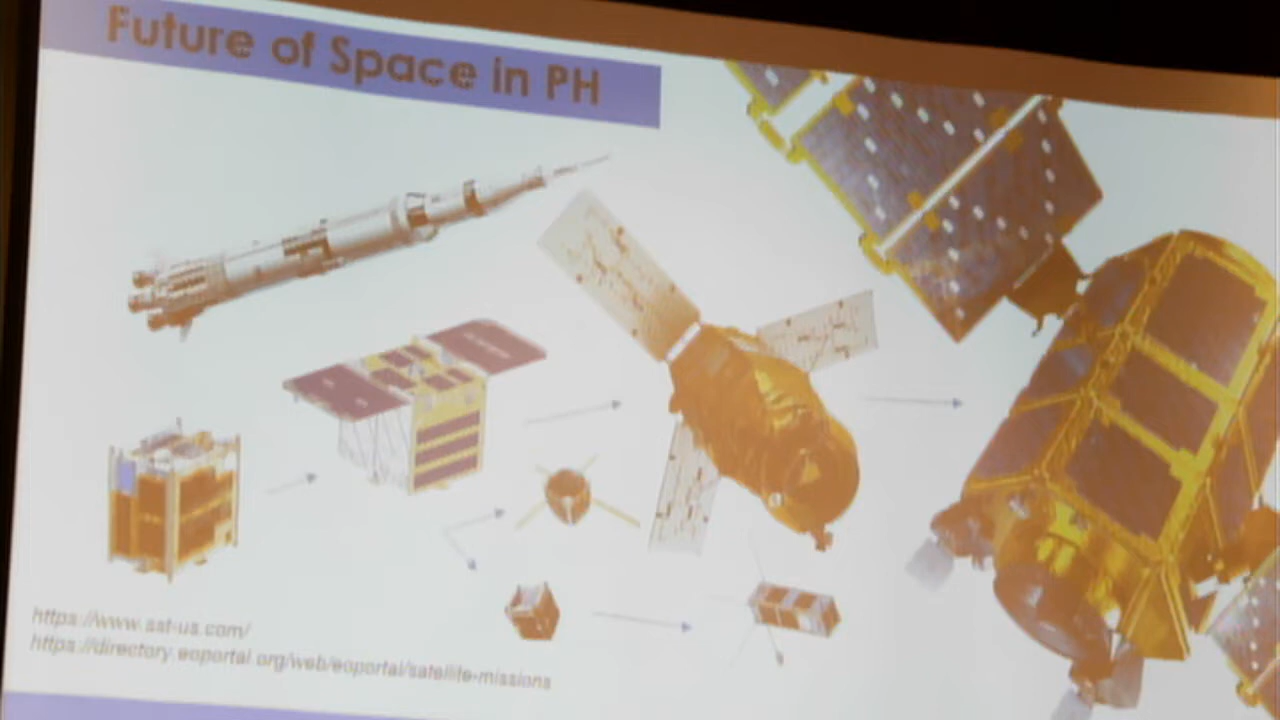 Future of Space in PH
https://www.sst-us.com/
https://directory.eoportal.org/web/eoportal/satellite-missions